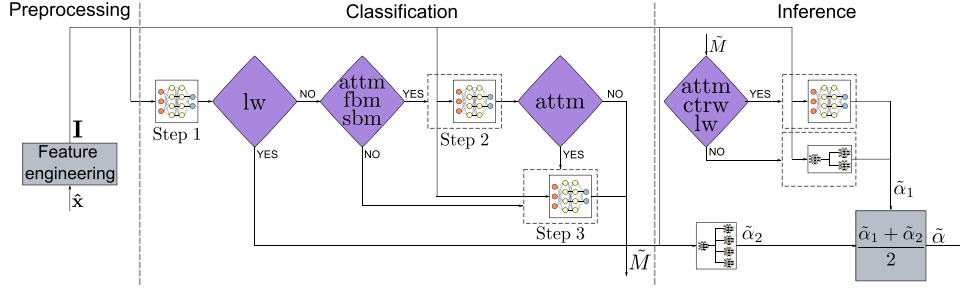 Preprocessing
Classification
Inference
I
Feature
engineering
x̂
Step 1
lw
NO
YES
attm
fbm
sbm
YES
NO
Step 2
attm
NO
YES
Step 3
M̃
M̃
attm
ctrw
lw
YES
NO
α̃₁
α̃₂
α̃₁ + α̃₂
2
α̃